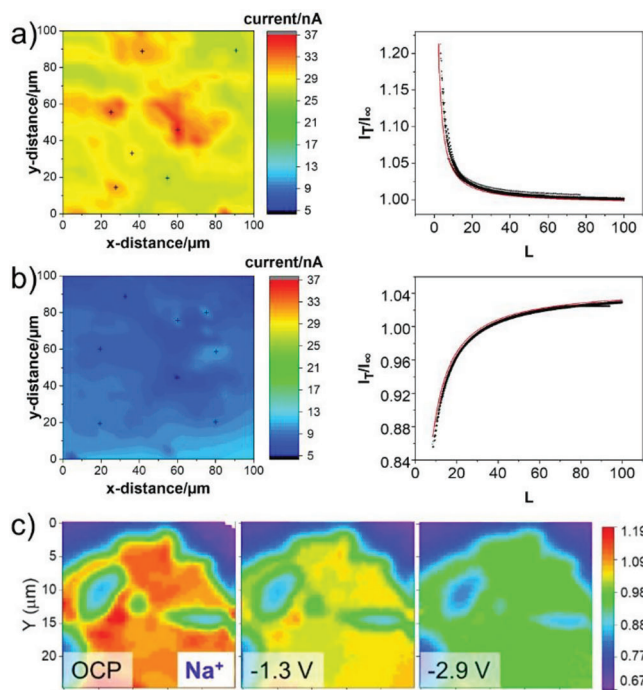 a)
current/nA
100
80
60
40
20
0
y-distance/µm
0 20 40 60 80 100
x-distance/µm
37
33
29
25
21
17
13
9
5
1.20
1.15
1.10
1.05
1.00
I_T/I_∞
0 20 40 60 80 100
L
b)
current/nA
100
80
60
40
20
0
y-distance/µm
0 20 40 60 80 100
x-distance/µm
37
33
29
25
21
17
13
9
5
1.04
1.00
0.96
0.92
0.88
0.84
I_T/I_∞
0 20 40 60 80 100
L
c)
0
5
10
15
20
Y (µm)
OCP
Na⁺
-1.3 V
-2.9 V
1.19
1.09
0.98
0.88
0.77
0.67